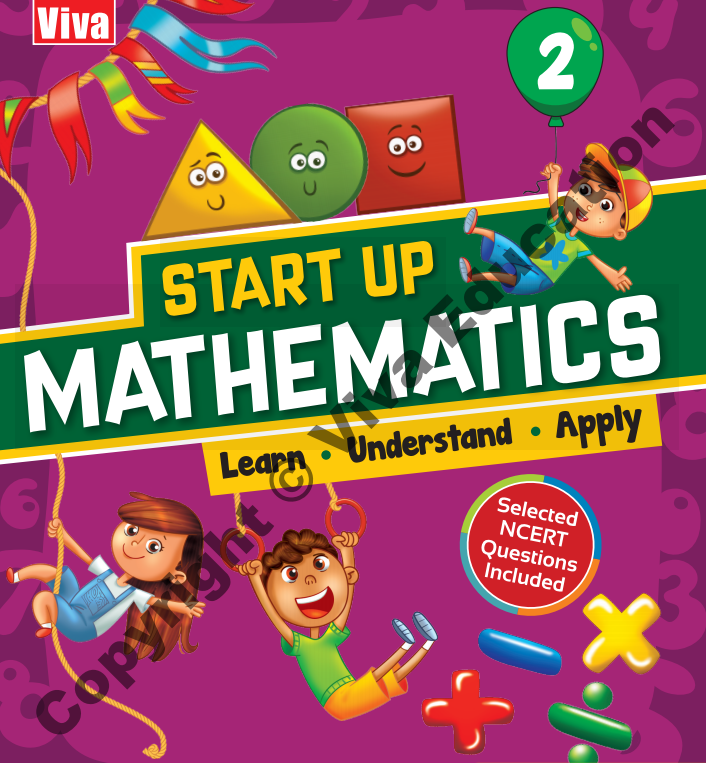 Viva
2
START UP
MATHEMATICS
Learn • Understand • Apply
Selected
NCERT
Questions
Included
Copyright © Viva Education